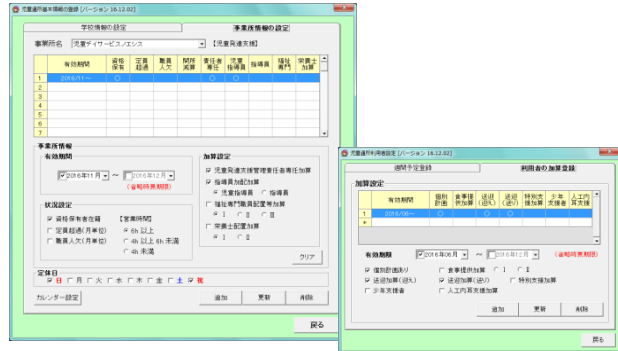 児童通所基本情報の登録 [バージョン 16.12.02]
学校情報の設定
事業所情報の設定
事業所名 児童デイサービス／エシス 【児童発達支援】
有効期間 資格保有 定員超過 職員人欠 開所減算 責任者専任 児童指導員 指導員 福祉専門 栄養士加算
1 2016/11～ ○ ○ ○
2
3
4
5
6
7
事業所情報
有効期間
2016年11月 ～ 2016年12月
(省略時無期限)
状況設定
資格保有者在籍 【営業時間】
定員超過(月単位) 6h 以上
職員人欠(月単位) 4h 以上 6h 未満
4h 未満
加算設定
児童発達支援管理責任者専任加算
指導員加配加算
児童指導員 指導員
福祉専門職員配置等加算
Ⅰ Ⅱ Ⅲ
栄養士配置加算
Ⅰ Ⅱ
クリア
定休日
日 月 火 水 木 金 土 祝
カレンダー設定 追加 更新 削除
戻る
児童通所利用者設定 [バージョン 16.12.02]
週間予定登録
利用者の加算登録
加算設定
有効期間 個別計画 食事提供加算 送迎(迎え) 送迎(送り) 特別支援加算 少年支援者 人工内耳支援
1 2016/06～ ○ ○ ○
*
有効期限 2016年06月 ～ 2016年12月 (省略時無期限)
個別計画あり 食事提供加算 Ⅰ Ⅱ
送迎加算(迎え) 送迎加算(送り) 特別支援加算
少年支援者 人工内耳支援加算
追加 更新 削除
戻る